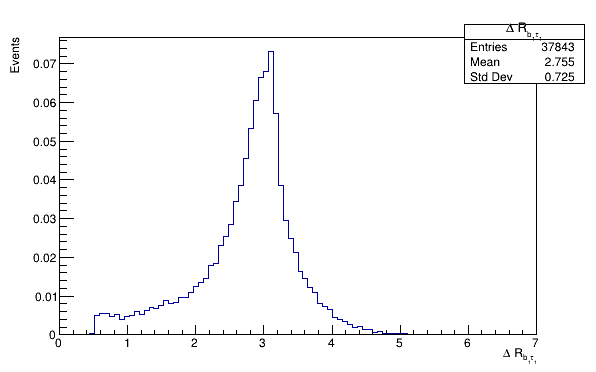 Δ R_{b_1 τ_1}
Entries 37843
Mean 2.755
Std Dev 0.725
Events
0.07
0.06
0.05
0.04
0.03
0.02
0.01
0
0 1 2 3 4 5 6 7
Δ R_{b_1 τ_1}